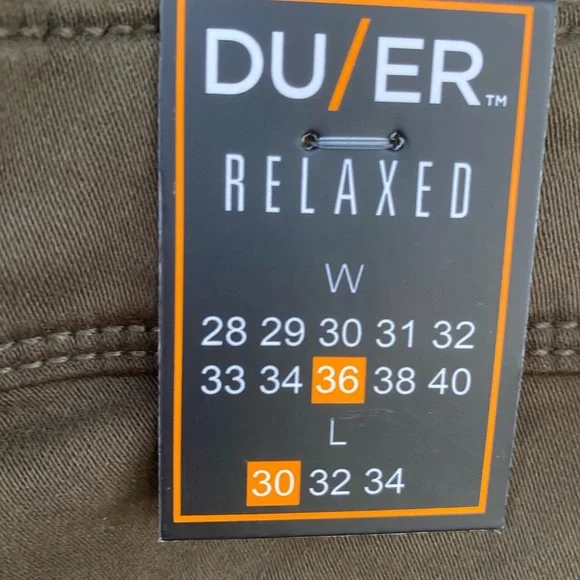 DU/ER™
RELAXED
W
28 29 30 31 32
33 34 36 38 40
L
30 32 34